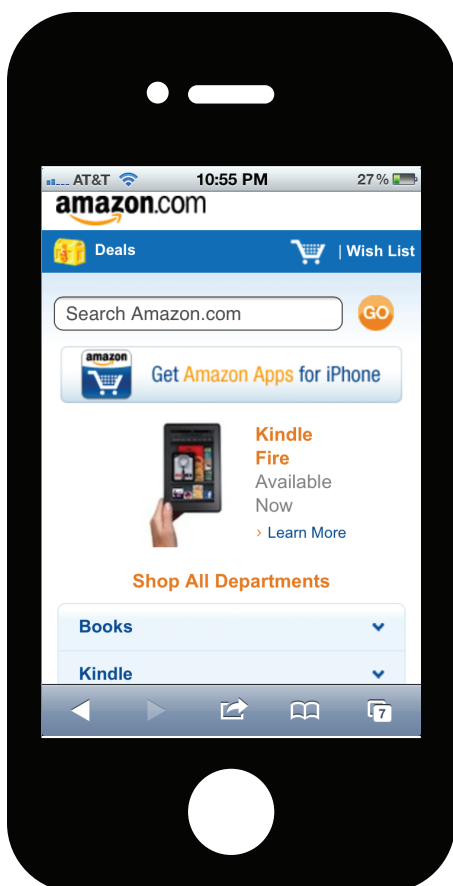 AT&T 10:55 PM 27%
amazon.com
Deals | Wish List
Search Amazon.com GO
amazon
Get Amazon Apps for iPhone
Kindle
Fire
Available
Now
› Learn More
Shop All Departments
Books
Kindle
7